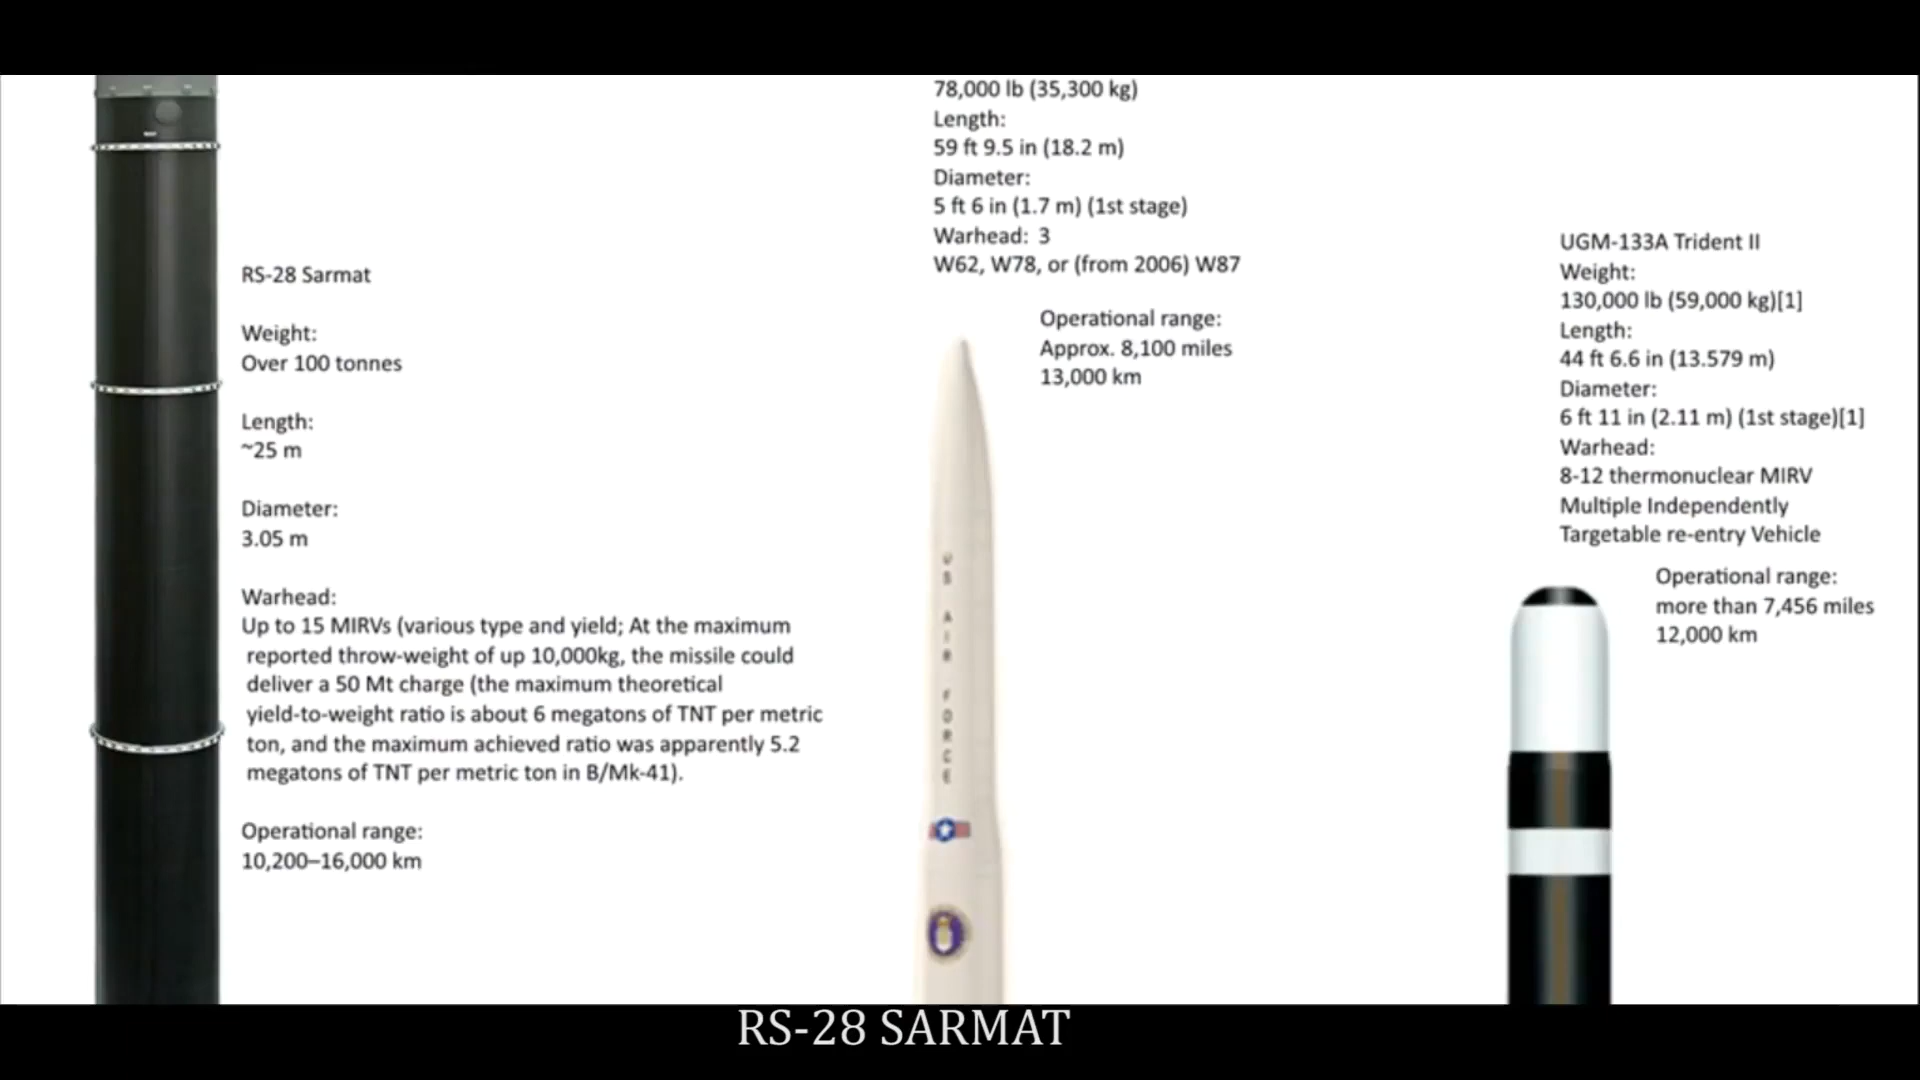 RS-28 Sarmat
Weight:
Over 100 tonnes
Length:
~25 m
Diameter:
3.05 m
Warhead:
Up to 15 MIRVs (various type and yield; At the maximum
reported throw-weight of up 10,000kg, the missile could
deliver a 50 Mt charge (the maximum theoretical
yield-to-weight ratio is about 6 megatons of TNT per metric
ton, and the maximum achieved ratio was apparently 5.2
megatons of TNT per metric ton in B/Mk-41).
Operational range:
10,200–16,000 km
78,000 lb (35,300 kg)
Length:
59 ft 9.5 in (18.2 m)
Diameter:
5 ft 6 in (1.7 m) (1st stage)
Warhead: 3
W62, W78, or (from 2006) W87
Operational range:
Approx. 8,100 miles
13,000 km
US AIR FORCE
UGM-133A Trident II
Weight:
130,000 lb (59,000 kg)[1]
Length:
44 ft 6.6 in (13.579 m)
Diameter:
6 ft 11 in (2.11 m) (1st stage)[1]
Warhead:
8-12 thermonuclear MIRV
Multiple Independently
Targetable re-entry Vehicle
Operational range:
more than 7,456 miles
12,000 km
RS-28 SARMAT